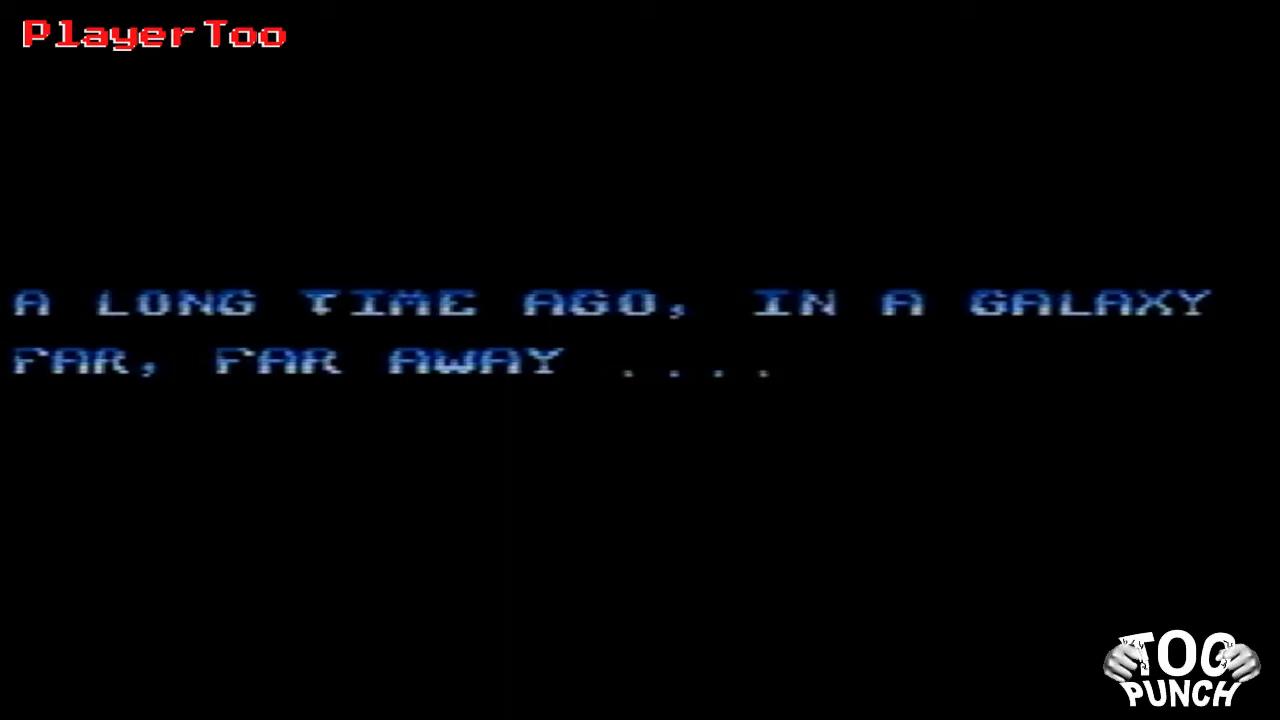 PlayerToo
A LONG TIME AGO, IN A GALAXY
FAR, FAR AWAY ....
TOO
PUNCH